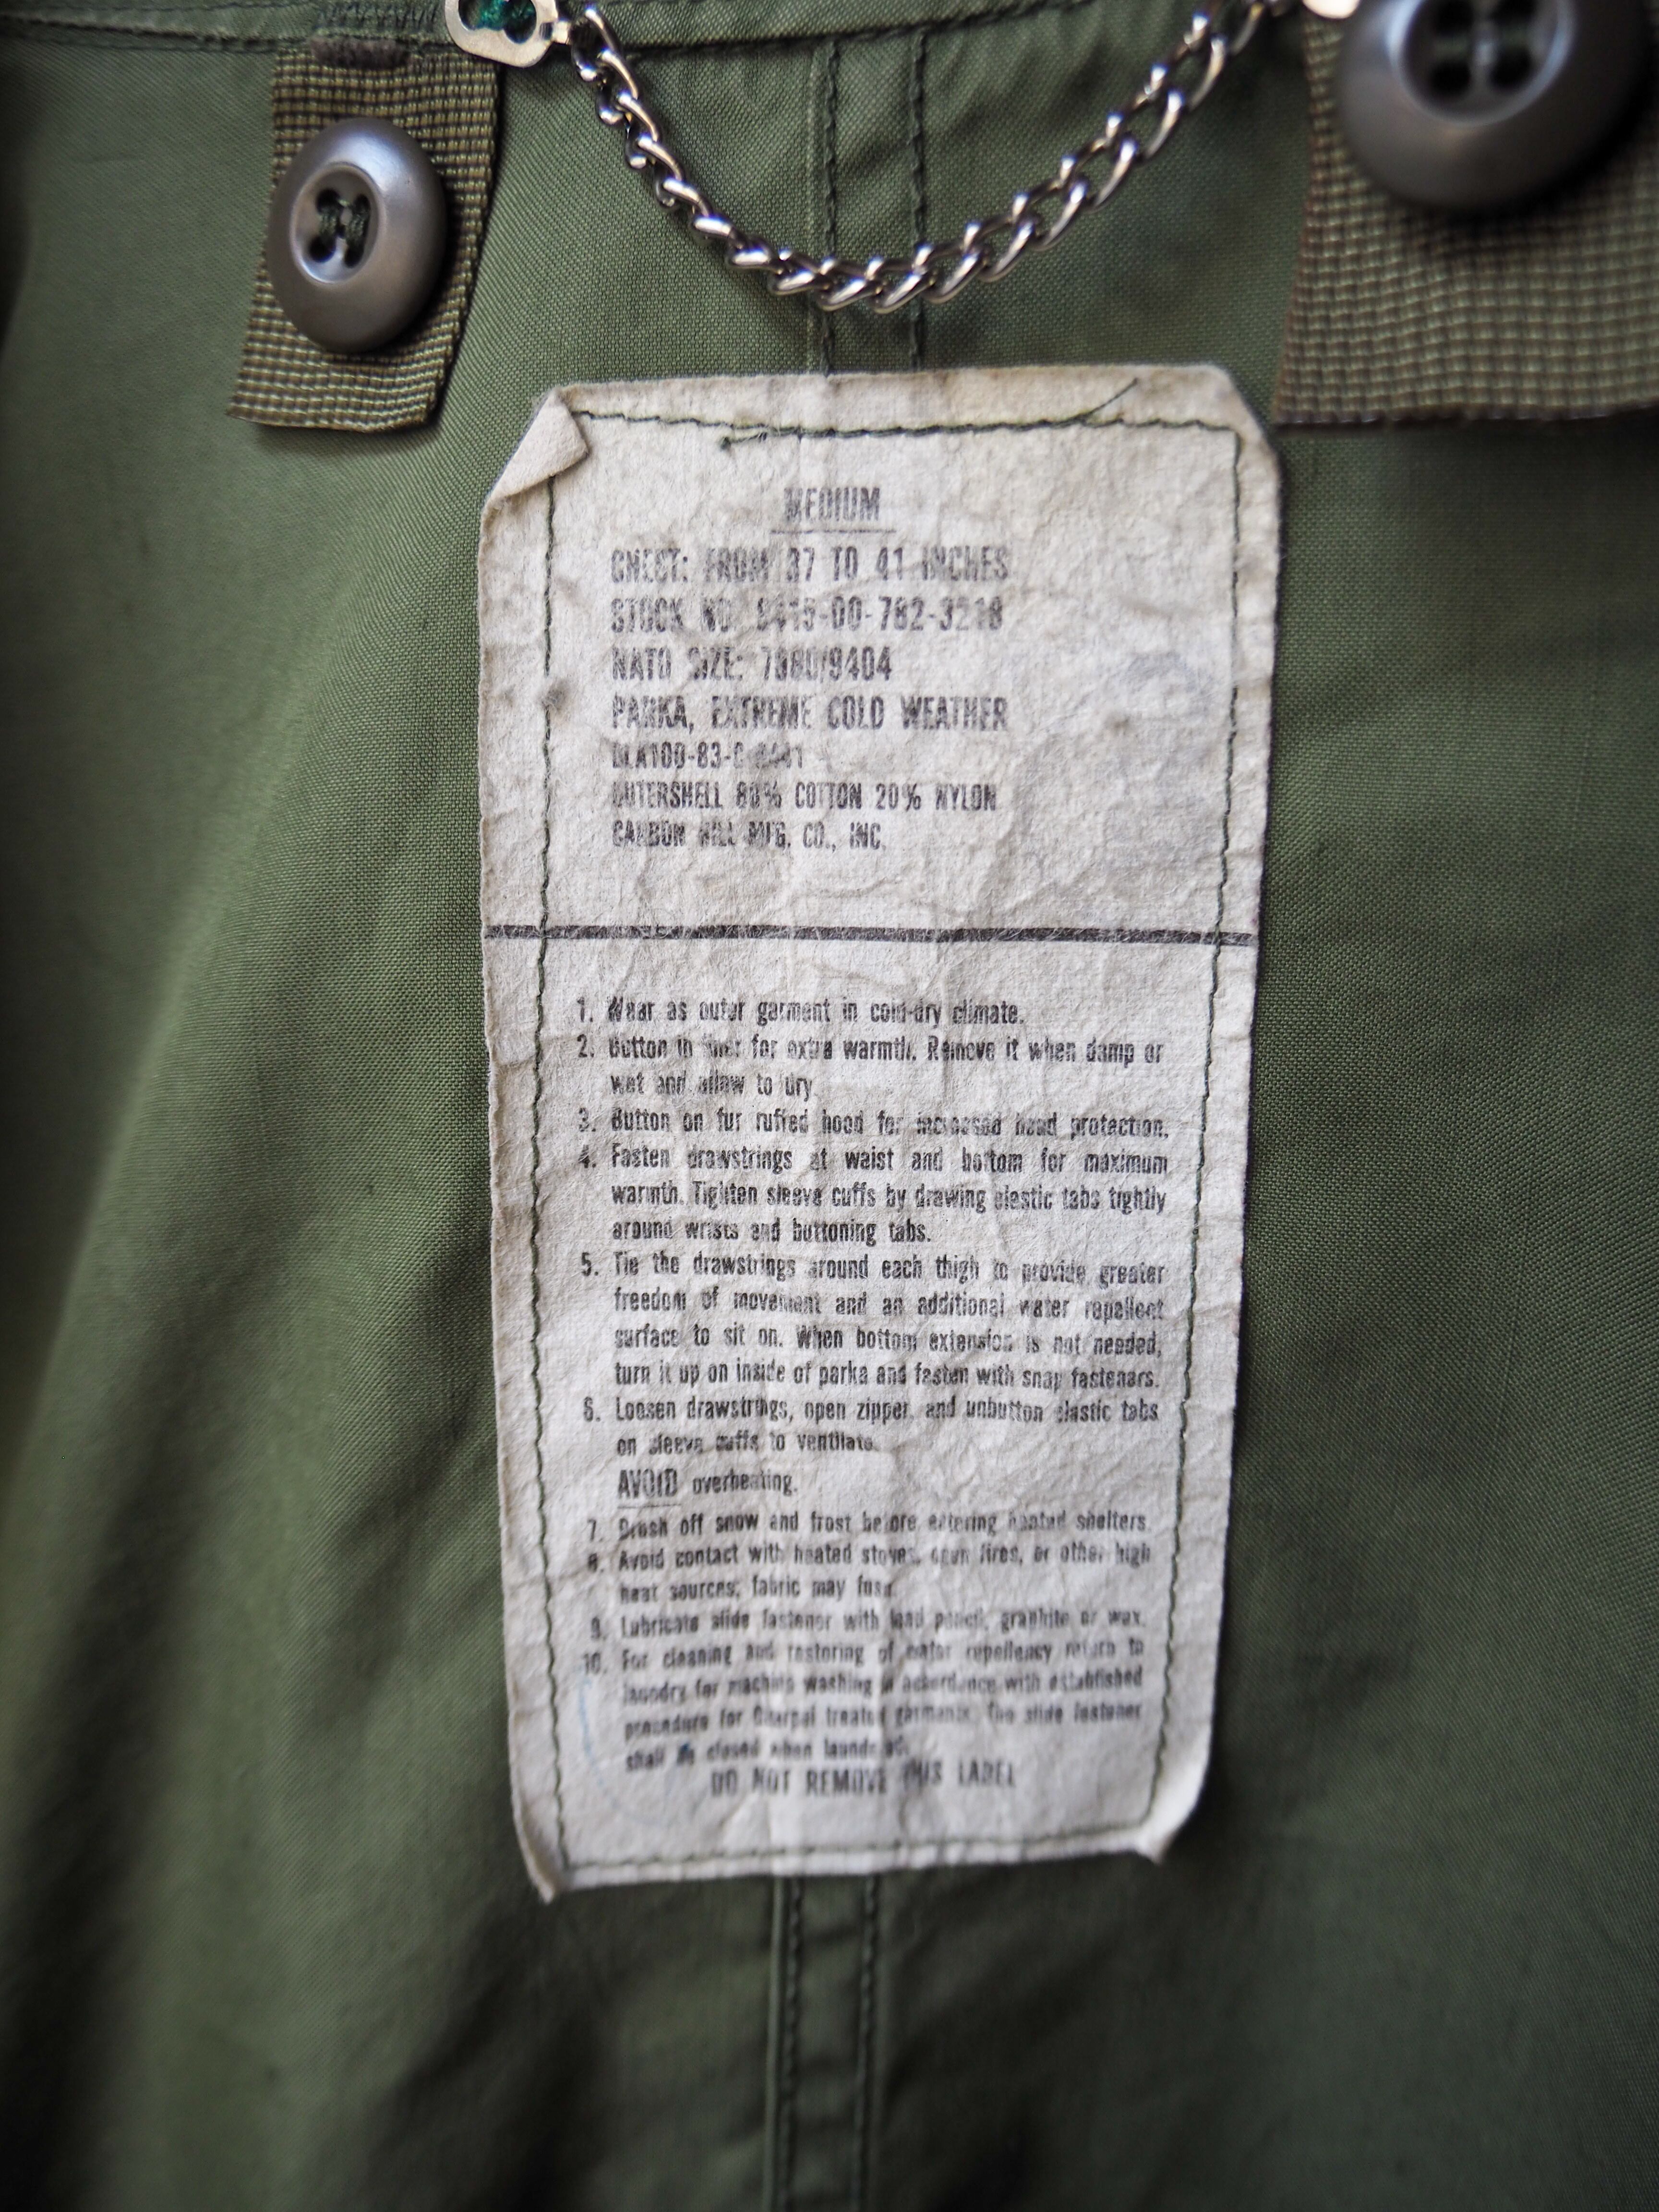 MEDIUM
CHEST: FROM 37 TO 41 INCHES
STOCK NO. 8415-00-782-3218
NATO SIZE: 7980/9404
PARKA, EXTREME COLD WEATHER
DLA100-83-C
OUTERSHELL 80% COTTON 20% NYLON
CARBON HILL MFG. CO., INC.
1. Wear as outer garment in cold-dry climate.
2. Button in liner for extra warmth. Remove it when damp or
wet and allow to dry.
3. Button on fur ruffed hood for increased head protection.
4. Fasten drawstrings at waist and bottom for maximum
warmth. Tighten sleeve cuffs by drawing elastic tabs tightly
around wrists and buttoning tabs.
5. Tie the drawstrings around each thigh to provide greater
freedom of movement and an additional water repellent
surface to sit on. When bottom extension is not needed,
turn it up on inside of parka and fasten with snap fasteners.
6. Loosen drawstrings, open zipper, and unbutton elastic tabs
on sleeve cuffs to ventilate.
AVOID overheating.
7. Brush off snow and frost before entering heated shelters.
8. Avoid contact with heated stoves, open fires, or other high
heat sources; fabric may fuse.
9. Lubricate slide fastener with lead pencil, graphite or wax.
10. For cleaning and restoring of water repellency return to
laundry for machine washing in accordance with established
procedure for Quarpel treated garments. The slide fastener
shall be closed when laundered.
DO NOT REMOVE THIS LABEL